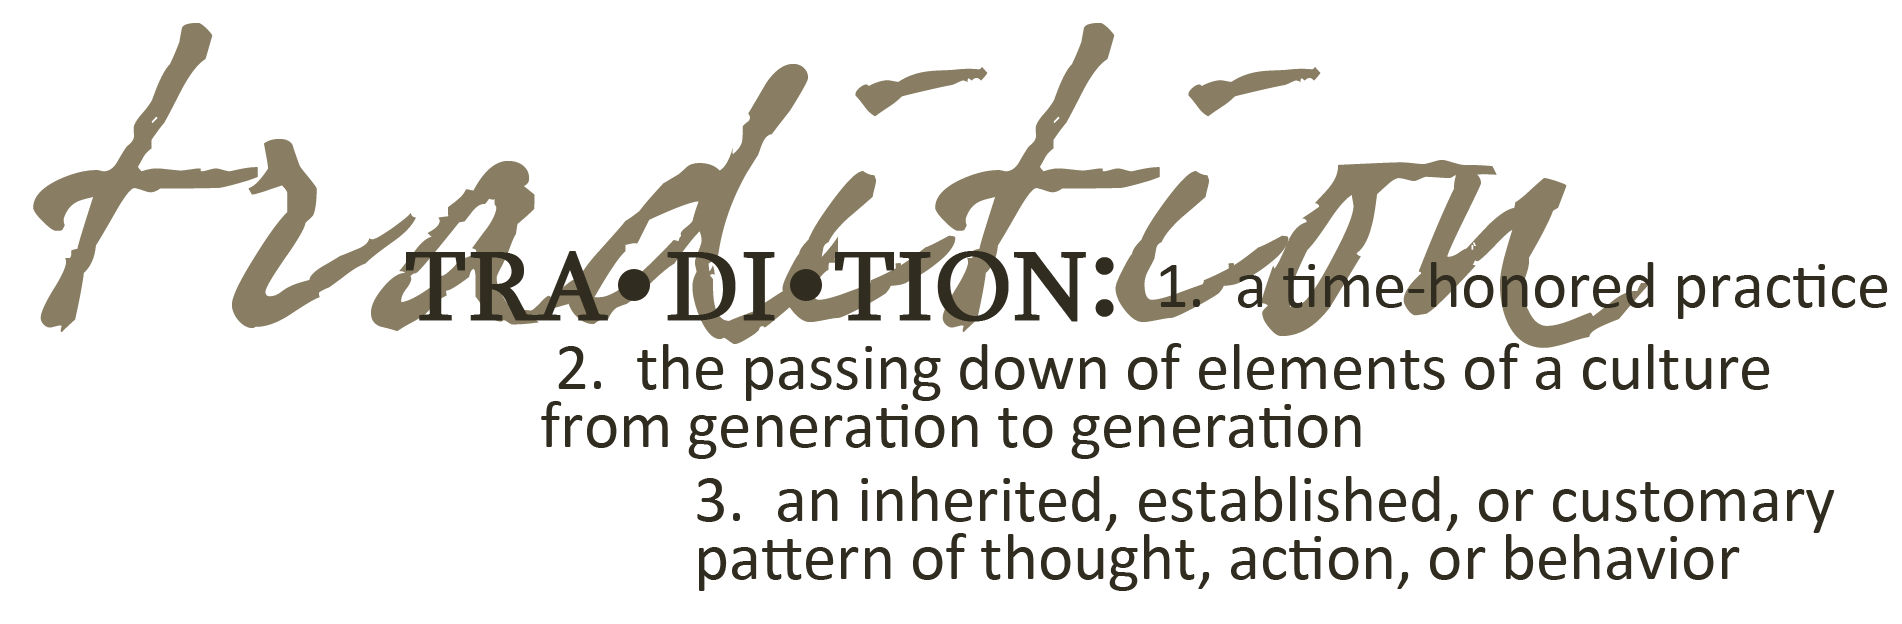 tradition
TRA•DI•TION: 1. a time-honored practice
2. the passing down of elements of a culture
from generation to generation
3. an inherited, established, or customary
pattern of thought, action, or behavior